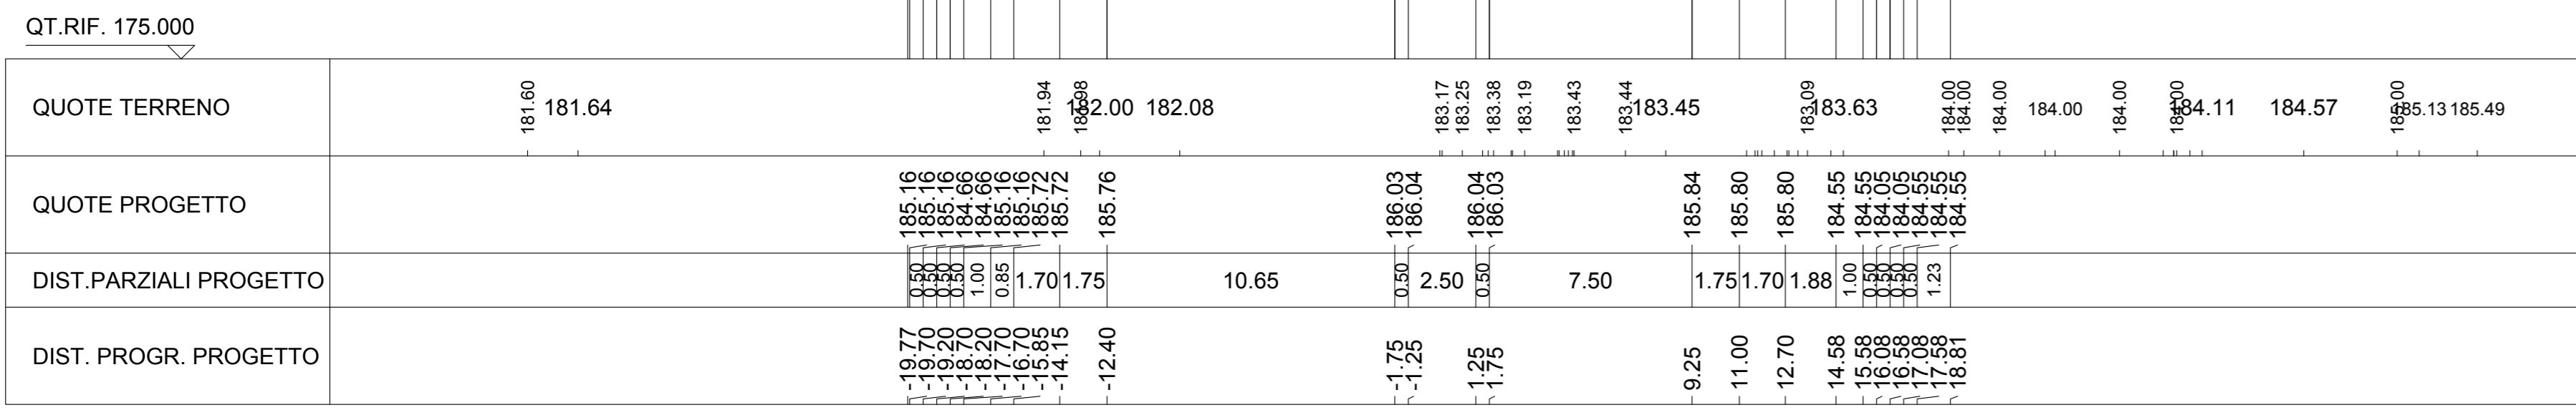 QT.RIF. 175.000
QUOTE TERRENO 181.60 181.64 181.94 181.98 182.00 182.08 183.17 183.25 183.38 183.19 183.43 183.44 183.45 183.09 183.63 184.00 184.00 184.00 184.00 184.00 184.00 184.11 184.57 185.00 185.13 185.49
QUOTE PROGETTO 185.16 185.16 185.16 184.66 184.66 185.16 185.16 185.72 185.72 185.76 186.03 186.04 186.04 186.03 185.84 185.80 185.80 184.55 184.55 184.05 184.05 184.55 184.55 184.55
DIST.PARZIALI PROGETTO 0.50 0.50 0.50 0.50 1.00 0.85 1.70 1.75 10.65 0.50 2.50 0.50 7.50 1.75 1.70 1.88 1.00 0.50 0.50 0.50 0.50 1.23
DIST. PROGR. PROGETTO -19.77 -19.70 -19.20 -18.70 -18.20 -17.70 -16.70 -15.85 -14.15 -12.40 -1.75 -1.25 1.25 1.75 9.25 11.00 12.70 14.58 15.58 16.08 16.58 17.08 17.58 18.81